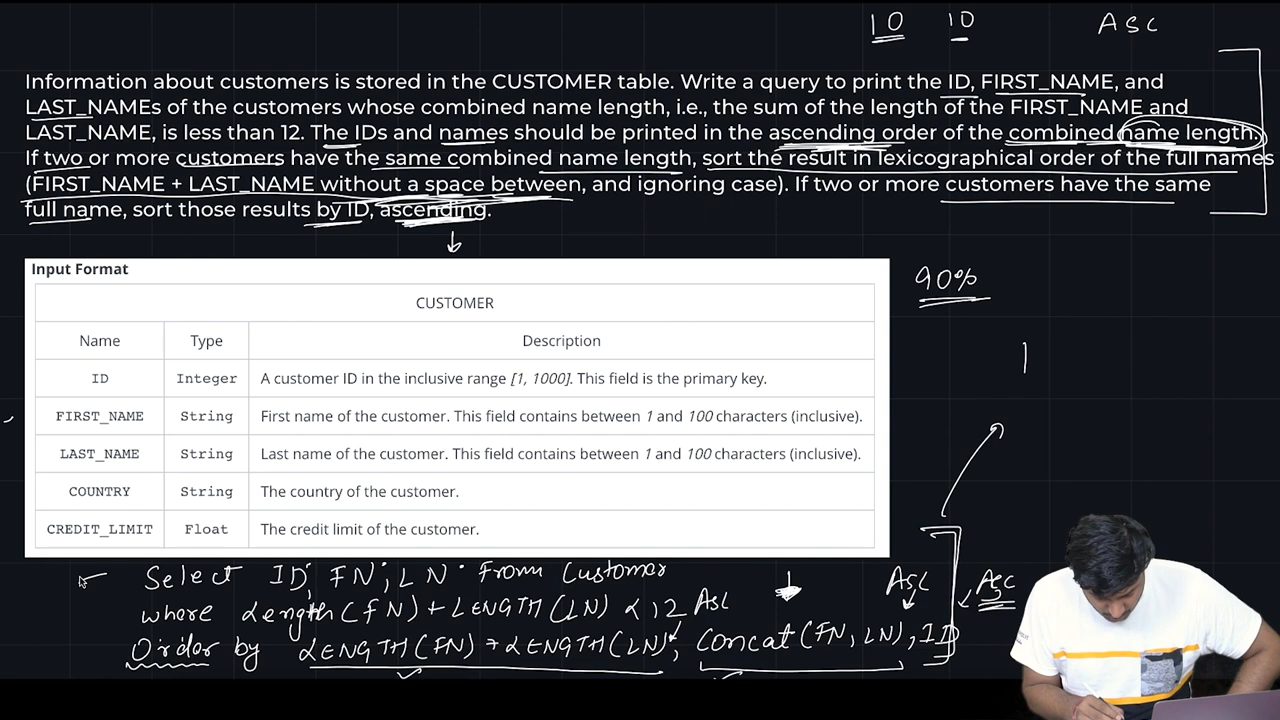 10 10 ASC
Information about customers is stored in the CUSTOMER table. Write a query to print the ID, FIRST_NAME, and
LAST_NAMEs of the customers whose combined name length, i.e., the sum of the length of the FIRST_NAME and
LAST_NAME, is less than 12. The IDs and names should be printed in the ascending order of the combined name length.
If two or more customers have the same combined name length, sort the result in lexicographical order of the full names
(FIRST_NAME + LAST_NAME without a space between, and ignoring case). If two or more customers have the same
full name, sort those results by ID, ascending.
Input Format
CUSTOMER
Name Type Description
ID Integer A customer ID in the inclusive range [1, 1000]. This field is the primary key.
FIRST_NAME String First name of the customer. This field contains between 1 and 100 characters (inclusive).
LAST_NAME String Last name of the customer. This field contains between 1 and 100 characters (inclusive).
COUNTRY String The country of the customer.
CREDIT_LIMIT Float The credit limit of the customer.
90%
1
Select ID, FN, LN From Customer
where Length(FN) + LENGTH(LN) < 12 Asc
Asc Asc
Order by LENGTH(FN) + LENGTH(LN), Concat(FN, LN), ID